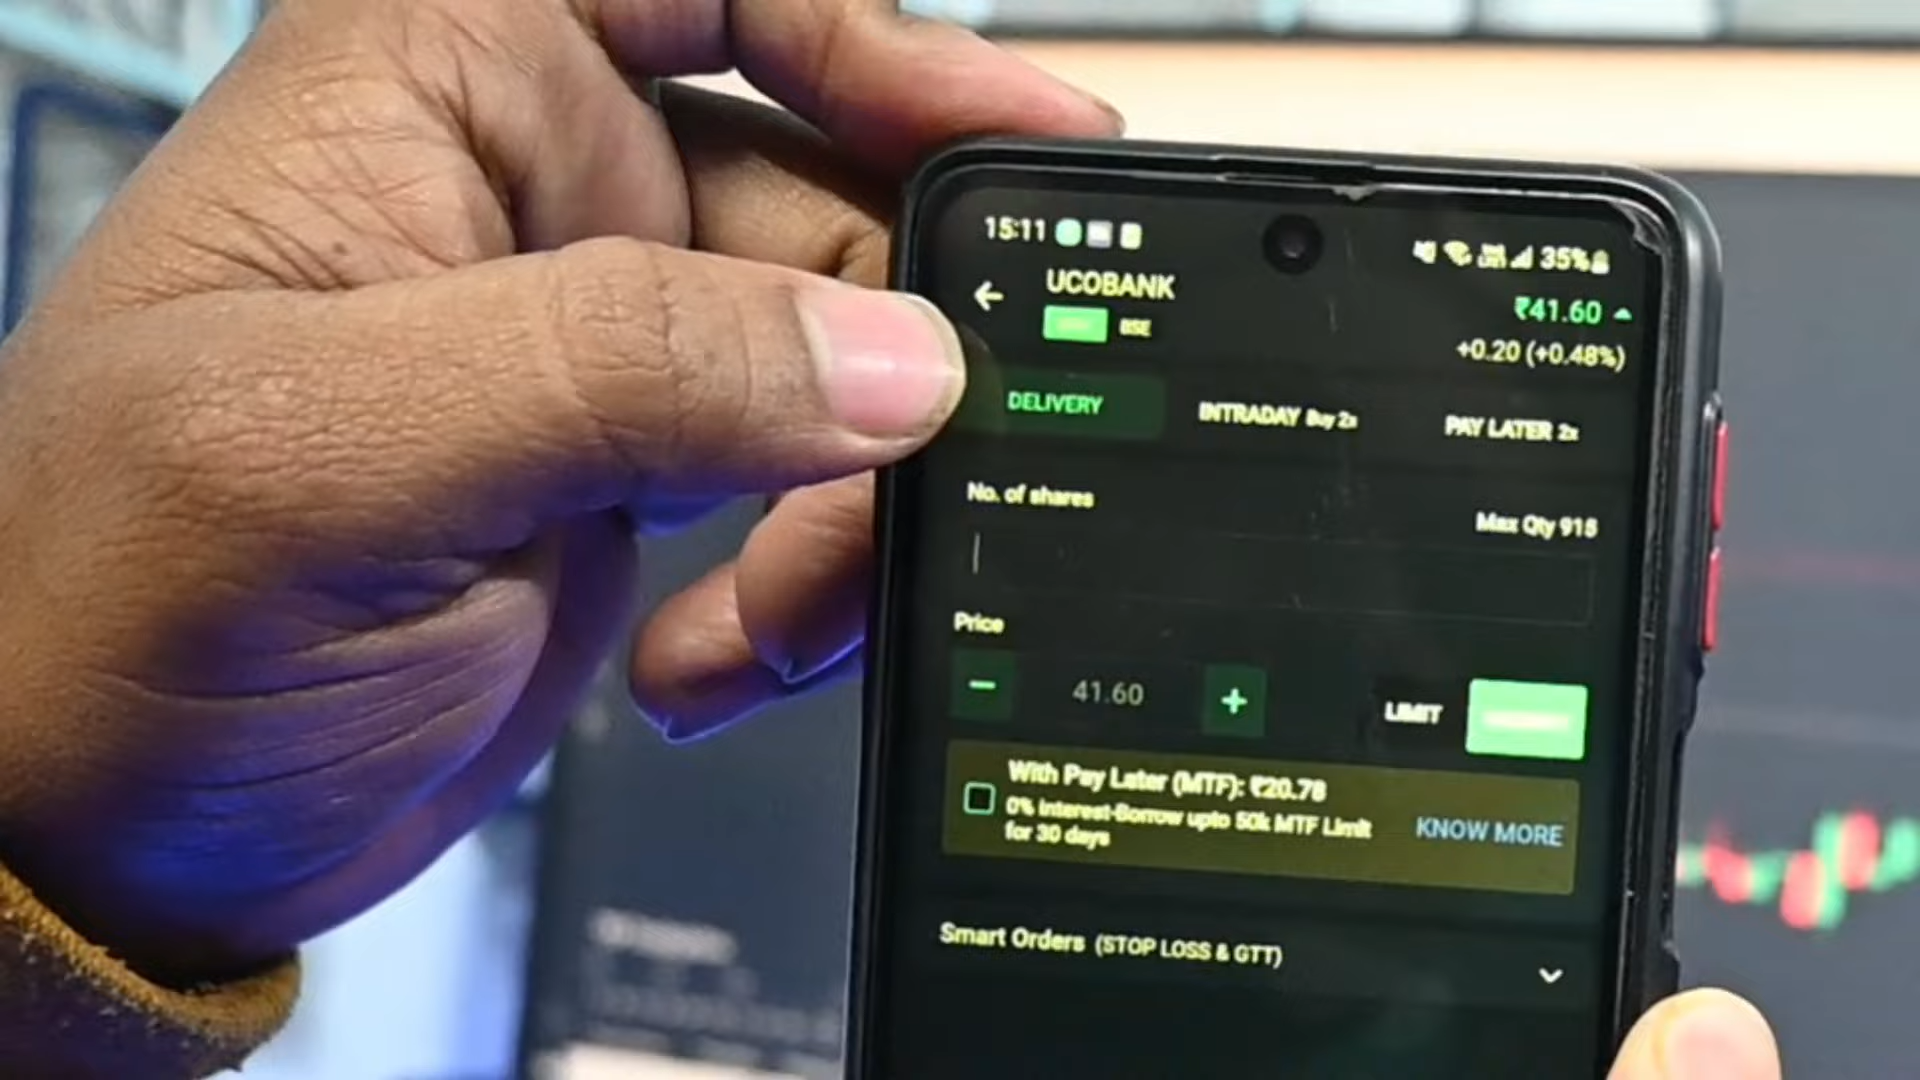 15:11
35%
UCOBANK
₹41.60
BSE
+0.20 (+0.48%)
DELIVERY
INTRADAY Buy 2x
PAY LATER 2x
No. of shares
Max Qty 915
Price
41.60
LIMIT
With Pay Later (MTF): ₹20.78
0% Interest-Borrow upto 50k MTF Limit
for 30 days
KNOW MORE
Smart Orders (STOP LOSS & GTT)